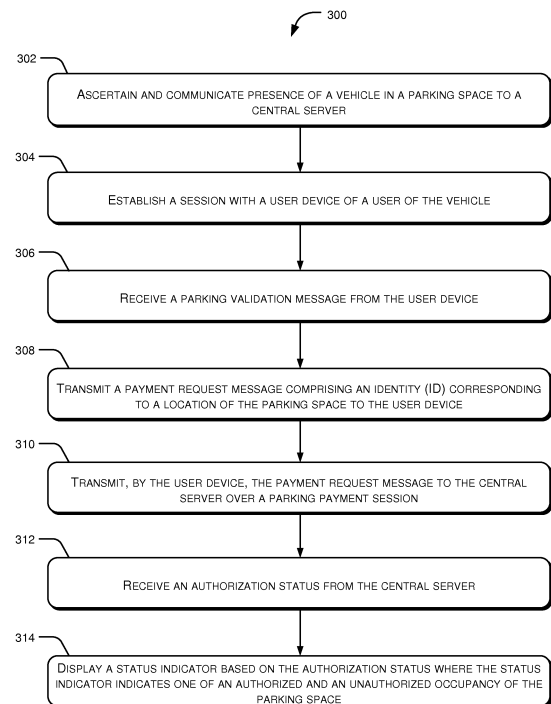 300
302
ASCERTAIN AND COMMUNICATE PRESENCE OF A VEHICLE IN A PARKING SPACE TO A
CENTRAL SERVER
304
ESTABLISH A SESSION WITH A USER DEVICE OF A USER OF THE VEHICLE
306
RECEIVE A PARKING VALIDATION MESSAGE FROM THE USER DEVICE
308
TRANSMIT A PAYMENT REQUEST MESSAGE COMPRISING AN IDENTITY (ID) CORRESPONDING
TO A LOCATION OF THE PARKING SPACE TO THE USER DEVICE
310
TRANSMIT, BY THE USER DEVICE, THE PAYMENT REQUEST MESSAGE TO THE CENTRAL
SERVER OVER A PARKING PAYMENT SESSION
312
RECEIVE AN AUTHORIZATION STATUS FROM THE CENTRAL SERVER
314
DISPLAY A STATUS INDICATOR BASED ON THE AUTHORIZATION STATUS WHERE THE STATUS
INDICATOR INDICATES ONE OF AN AUTHORIZED AND AN UNAUTHORIZED OCCUPANCY OF THE
PARKING SPACE